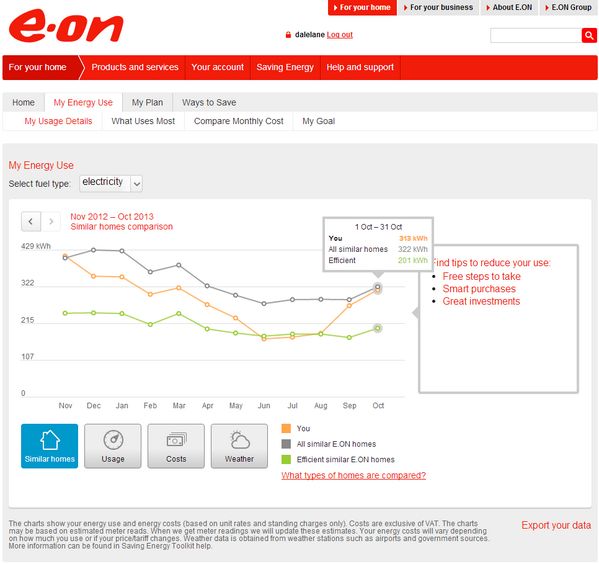 For your home
For your business
About E.ON
E.ON Group
e·on
dalelane Log out
For your home
Products and services
Your account
Saving Energy
Help and support
Home
My Energy Use
My Plan
Ways to Save
My Usage Details
What Uses Most
Compare Monthly Cost
My Goal
My Energy Use
Select fuel type: electricity
Nov 2012 – Oct 2013
Similar homes comparison
1 Oct – 31 Oct
You 313 kWh
All similar homes 322 kWh
Efficient 201 kWh
429 kWh
322
215
107
0
Nov Dec Jan Feb Mar Apr May Jun Jul Aug Sep Oct
Find tips to reduce your use:
Free steps to take
Smart purchases
Great investments
Similar homes
Usage
Costs
Weather
You
All similar E.ON homes
Efficient similar E.ON homes
What types of homes are compared?
The charts show your energy use and energy costs (based on unit rates and standing charges only). Costs are exclusive of VAT. The charts
may be based on estimated meter reads. When we get meter readings we will update these estimates. Your energy costs will vary depending
on how much you use or if your price/tariff changes. Weather data is obtained from weather stations such as airports and government sources.
More information can be found in Saving Energy Toolkit help.
Export your data